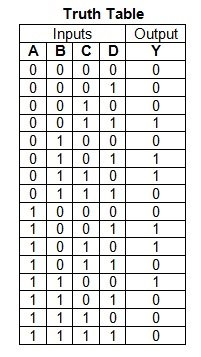 Truth Table
Inputs Output
A B C D Y
0 0 0 0 0
0 0 0 1 0
0 0 1 0 0
0 0 1 1 1
0 1 0 0 0
0 1 0 1 1
0 1 1 0 1
0 1 1 1 0
1 0 0 0 0
1 0 0 1 1
1 0 1 0 1
1 0 1 1 0
1 1 0 0 1
1 1 0 1 0
1 1 1 0 0
1 1 1 1 0